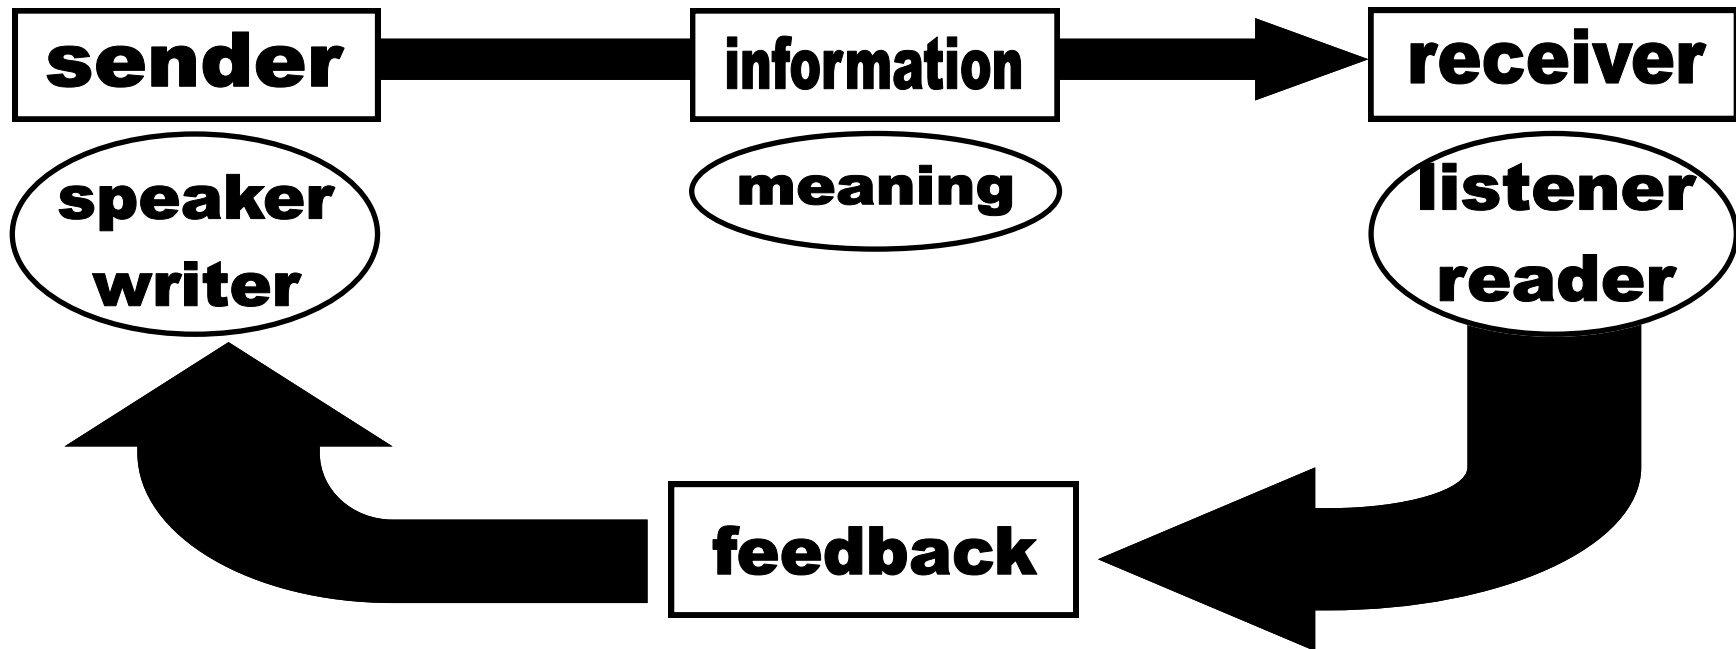 sender
information
receiver
speaker
writer
meaning
listener
reader
feedback